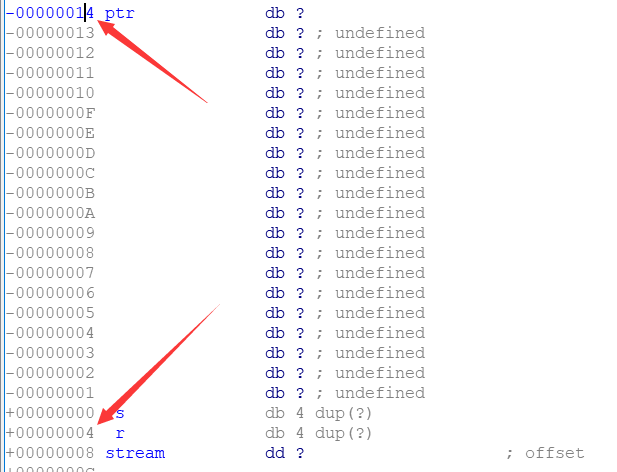 -00000014 ptr db ?
-00000013 db ? ; undefined
-00000012 db ? ; undefined
-00000011 db ? ; undefined
-00000010 db ? ; undefined
-0000000F db ? ; undefined
-0000000E db ? ; undefined
-0000000D db ? ; undefined
-0000000C db ? ; undefined
-0000000B db ? ; undefined
-0000000A db ? ; undefined
-00000009 db ? ; undefined
-00000008 db ? ; undefined
-00000007 db ? ; undefined
-00000006 db ? ; undefined
-00000005 db ? ; undefined
-00000004 db ? ; undefined
-00000003 db ? ; undefined
-00000002 db ? ; undefined
-00000001 db ? ; undefined
+00000000 s db 4 dup(?)
+00000004 r db 4 dup(?)
+00000008 stream dd ? ; offset
+0000000C